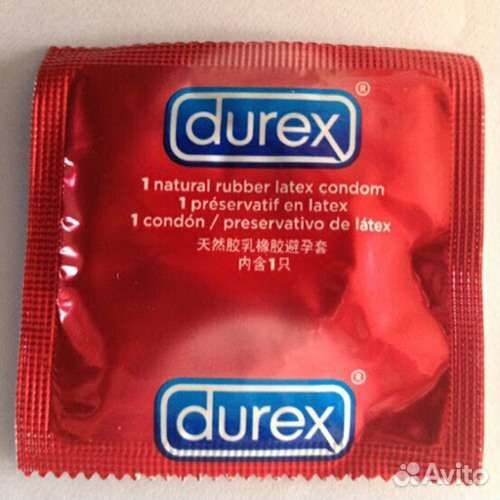 durex®
1 natural rubber latex condom
1 préservatif en latex
1 condón / preservativo de látex
天然胶乳橡胶避孕套
内含1只
durex®
Avito